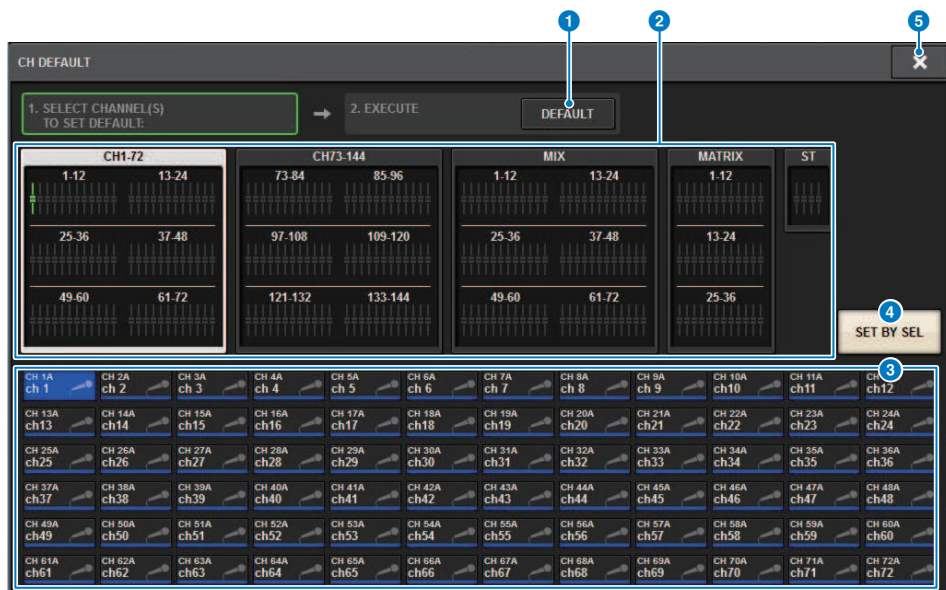 1 2 5
CH DEFAULT
1. SELECT CHANNEL(S)
TO SET DEFAULT:
2. EXECUTE
DEFAULT
CH1-72 CH73-144 MIX MATRIX ST
1-12 13-24 73-84 85-96 1-12 13-24 1-12
25-36 37-48 97-108 109-120 25-36 37-48 13-24
49-60 61-72 121-132 133-144 49-60 61-72 25-36
4
SET BY SEL
3
CH 1A CH 2A CH 3A CH 4A CH 5A CH 6A CH 7A CH 8A CH 9A CH 10A CH 11A CH
ch 1 ch 2 ch 3 ch 4 ch 5 ch 6 ch 7 ch 8 ch 9 ch10 ch11 ch12
CH 13A CH 14A CH 15A CH 16A CH 17A CH 18A CH 19A CH 20A CH 21A CH 22A CH 23A CH 24A
ch13 ch14 ch15 ch16 ch17 ch18 ch19 ch20 ch21 ch22 ch23 ch24
CH 25A CH 26A CH 27A CH 28A CH 29A CH 30A CH 31A CH 32A CH 33A CH 34A CH 35A CH 36A
ch25 ch26 ch27 ch28 ch29 ch30 ch31 ch32 ch33 ch34 ch35 ch36
CH 37A CH 38A CH 39A CH 40A CH 41A CH 42A CH 43A CH 44A CH 45A CH 46A CH 47A CH 48A
ch37 ch38 ch39 ch40 ch41 ch42 ch43 ch44 ch45 ch46 ch47 ch48
CH 49A CH 50A CH 51A CH 52A CH 53A CH 54A CH 55A CH 56A CH 57A CH 58A CH 59A CH 60A
ch49 ch50 ch51 ch52 ch53 ch54 ch55 ch56 ch57 ch58 ch59 ch60
CH 61A CH 62A CH 63A CH 64A CH 65A CH 66A CH 67A CH 68A CH 69A CH 70A CH 71A CH 72A
ch61 ch62 ch63 ch64 ch65 ch66 ch67 ch68 ch69 ch70 ch71 ch72